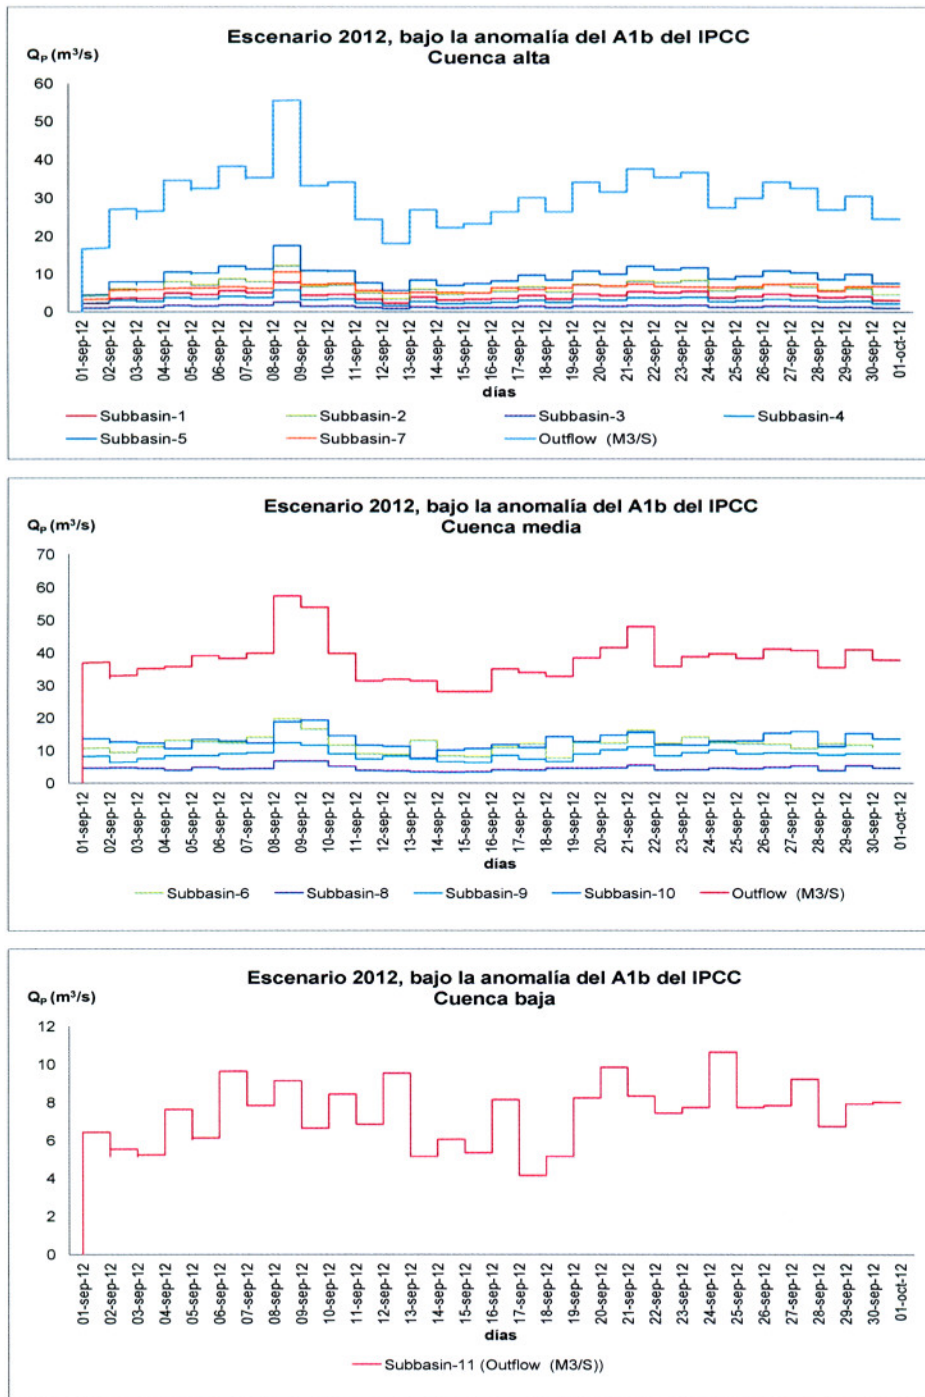 Escenario 2012, bajo la anomalía del A1b del IPCC
Cuenca alta
Qₚ (m³/s)
60
50
40
30
20
10
0
01-sep-12
02-sep-12
03-sep-12
04-sep-12
05-sep-12
06-sep-12
07-sep-12
08-sep-12
09-sep-12
10-sep-12
11-sep-12
12-sep-12
13-sep-12
14-sep-12
15-sep-12
16-sep-12
17-sep-12
18-sep-12
19-sep-12
20-sep-12
21-sep-12
22-sep-12
23-sep-12
24-sep-12
25-sep-12
26-sep-12
27-sep-12
28-sep-12
29-sep-12
30-sep-12
01-oct-12
días
Subbasin-1 Subbasin-2 Subbasin-3 Subbasin-4
Subbasin-5 Subbasin-7 Outflow (M3/S)
Escenario 2012, bajo la anomalía del A1b del IPCC
Cuenca media
Qₚ (m³/s)
70
60
50
40
30
20
10
0
01-sep-12
02-sep-12
03-sep-12
04-sep-12
05-sep-12
06-sep-12
07-sep-12
08-sep-12
09-sep-12
10-sep-12
11-sep-12
12-sep-12
13-sep-12
14-sep-12
15-sep-12
16-sep-12
17-sep-12
18-sep-12
19-sep-12
20-sep-12
21-sep-12
22-sep-12
23-sep-12
24-sep-12
25-sep-12
26-sep-12
27-sep-12
28-sep-12
29-sep-12
30-sep-12
01-oct-12
días
Subbasin-6 Subbasin-8 Subbasin-9 Subbasin-10 Outflow (M3/S)
Escenario 2012, bajo la anomalía del A1b del IPCC
Cuenca baja
Qₚ (m³/s)
12
10
8
6
4
2
0
01-sep-12
02-sep-12
03-sep-12
04-sep-12
05-sep-12
06-sep-12
07-sep-12
08-sep-12
09-sep-12
10-sep-12
11-sep-12
12-sep-12
13-sep-12
14-sep-12
15-sep-12
16-sep-12
17-sep-12
18-sep-12
19-sep-12
20-sep-12
21-sep-12
22-sep-12
23-sep-12
24-sep-12
25-sep-12
26-sep-12
27-sep-12
28-sep-12
29-sep-12
30-sep-12
01-oct-12
días
Subbasin-11 (Outflow (M3/S))